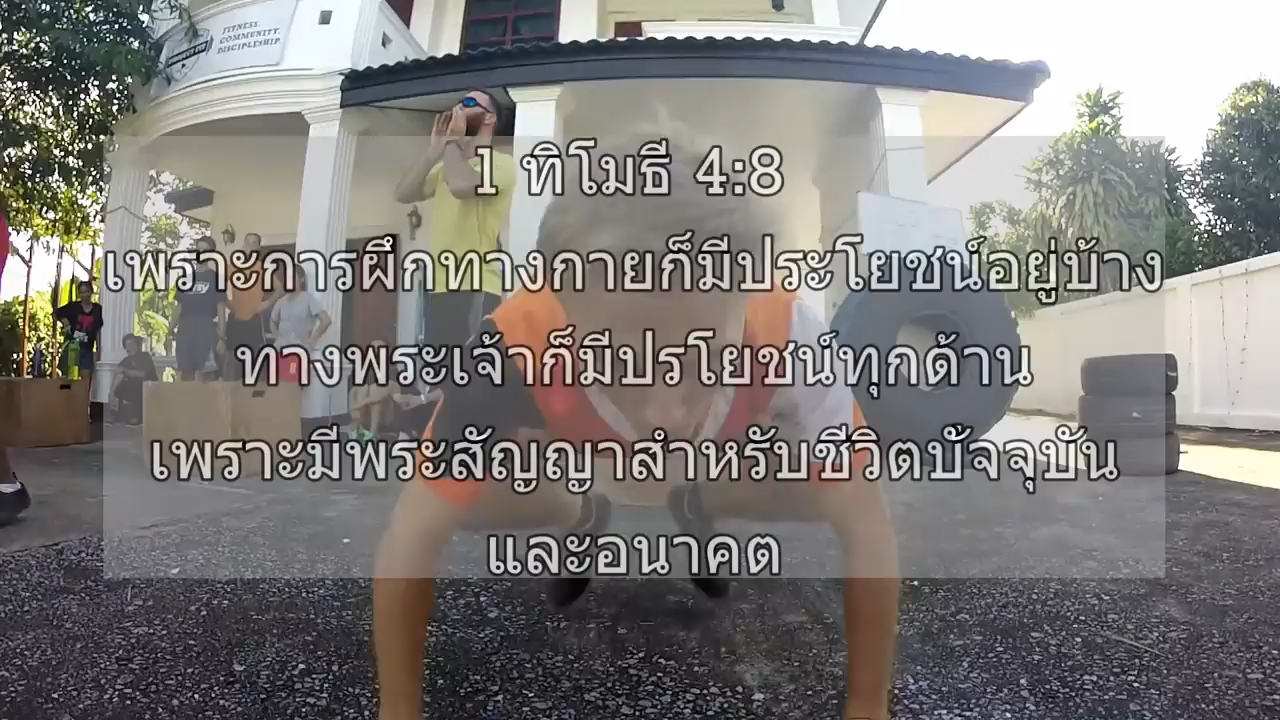 FITNESS.
COMMUNITY.
DISCIPLESHIP.
1 ทิโมธี 4:8
เพราะการฝึกทางกายก็มีประโยชน์อยู่บ้าง
ทางพระเจ้าก็มีปรโยชน์ทุกด้าน
เพราะมีพระสัญญาสำหรับชีวิตปัจจุบัน
และอนาคต